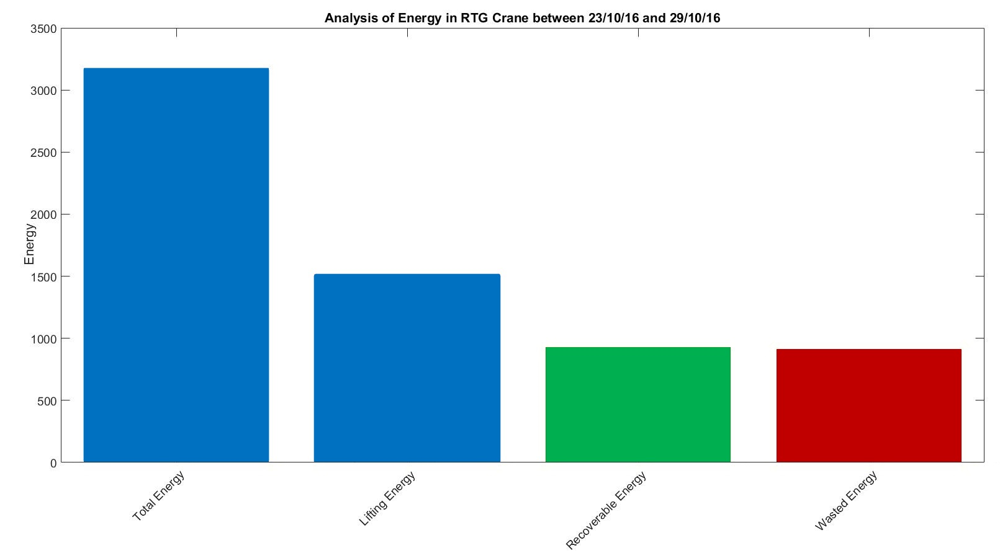 Analysis of Energy in RTG Crane between 23/10/16 and 29/10/16
3500
3000
2500
2000
1500
1000
500
0
Energy
Total Energy
Lifting Energy
Recoverable Energy
Wasted Energy